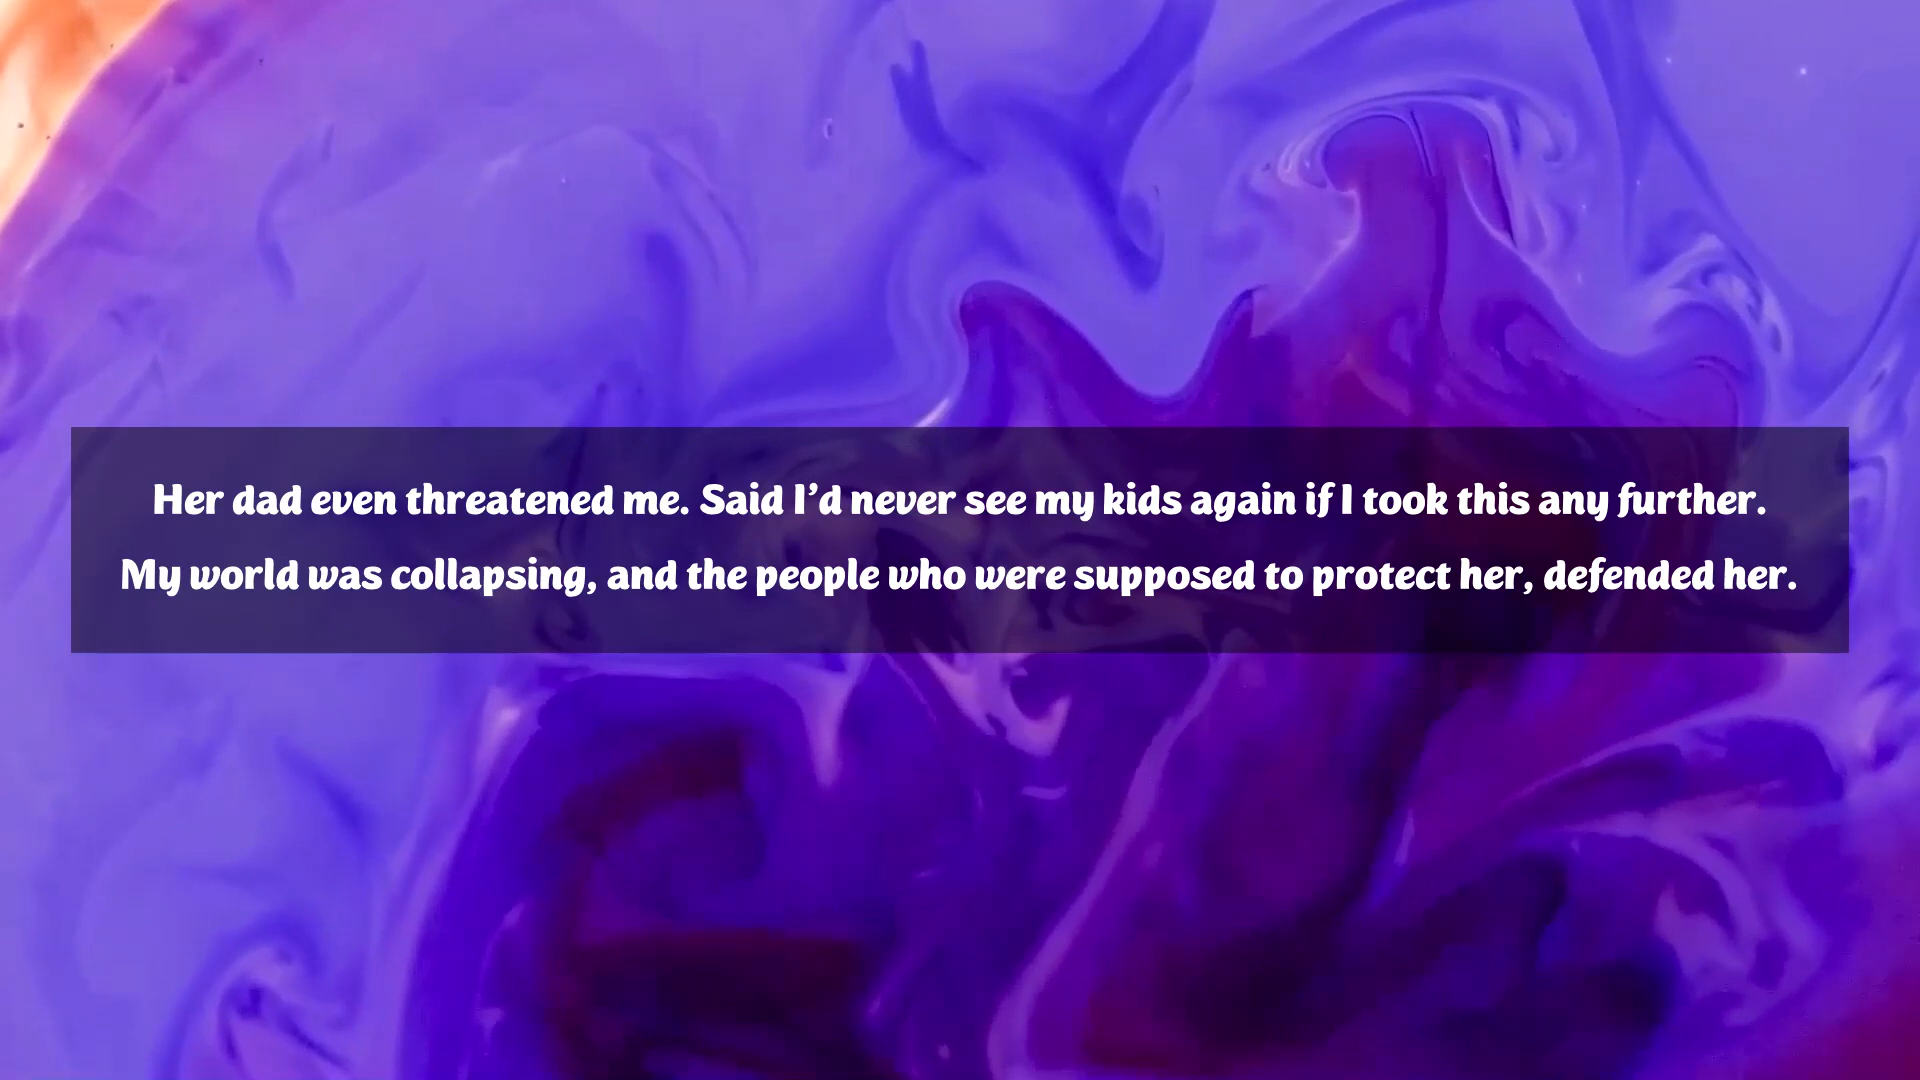 Her dad even threatened me. Said I’d never see my kids again if I took this any further.
My world was collapsing, and the people who were supposed to protect her, defended her.